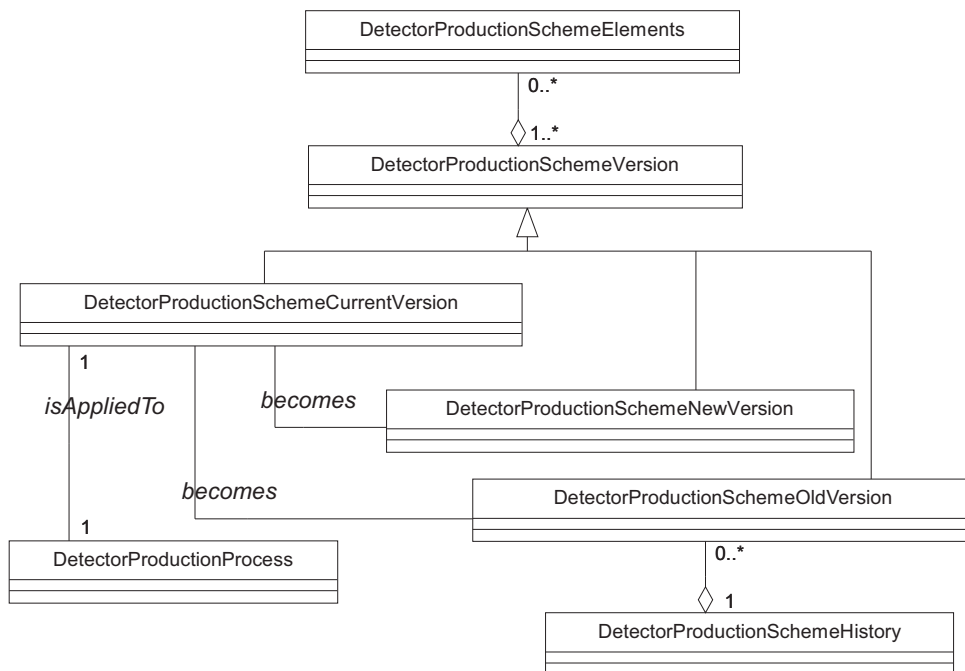 DetectorProductionSchemeElements
0..*
1..*
DetectorProductionSchemeVersion
DetectorProductionSchemeCurrentVersion
1
isAppliedTo
becomes
DetectorProductionSchemeNewVersion
becomes
DetectorProductionSchemeOldVersion
1
DetectorProductionProcess
0..*
1
DetectorProductionSchemeHistory